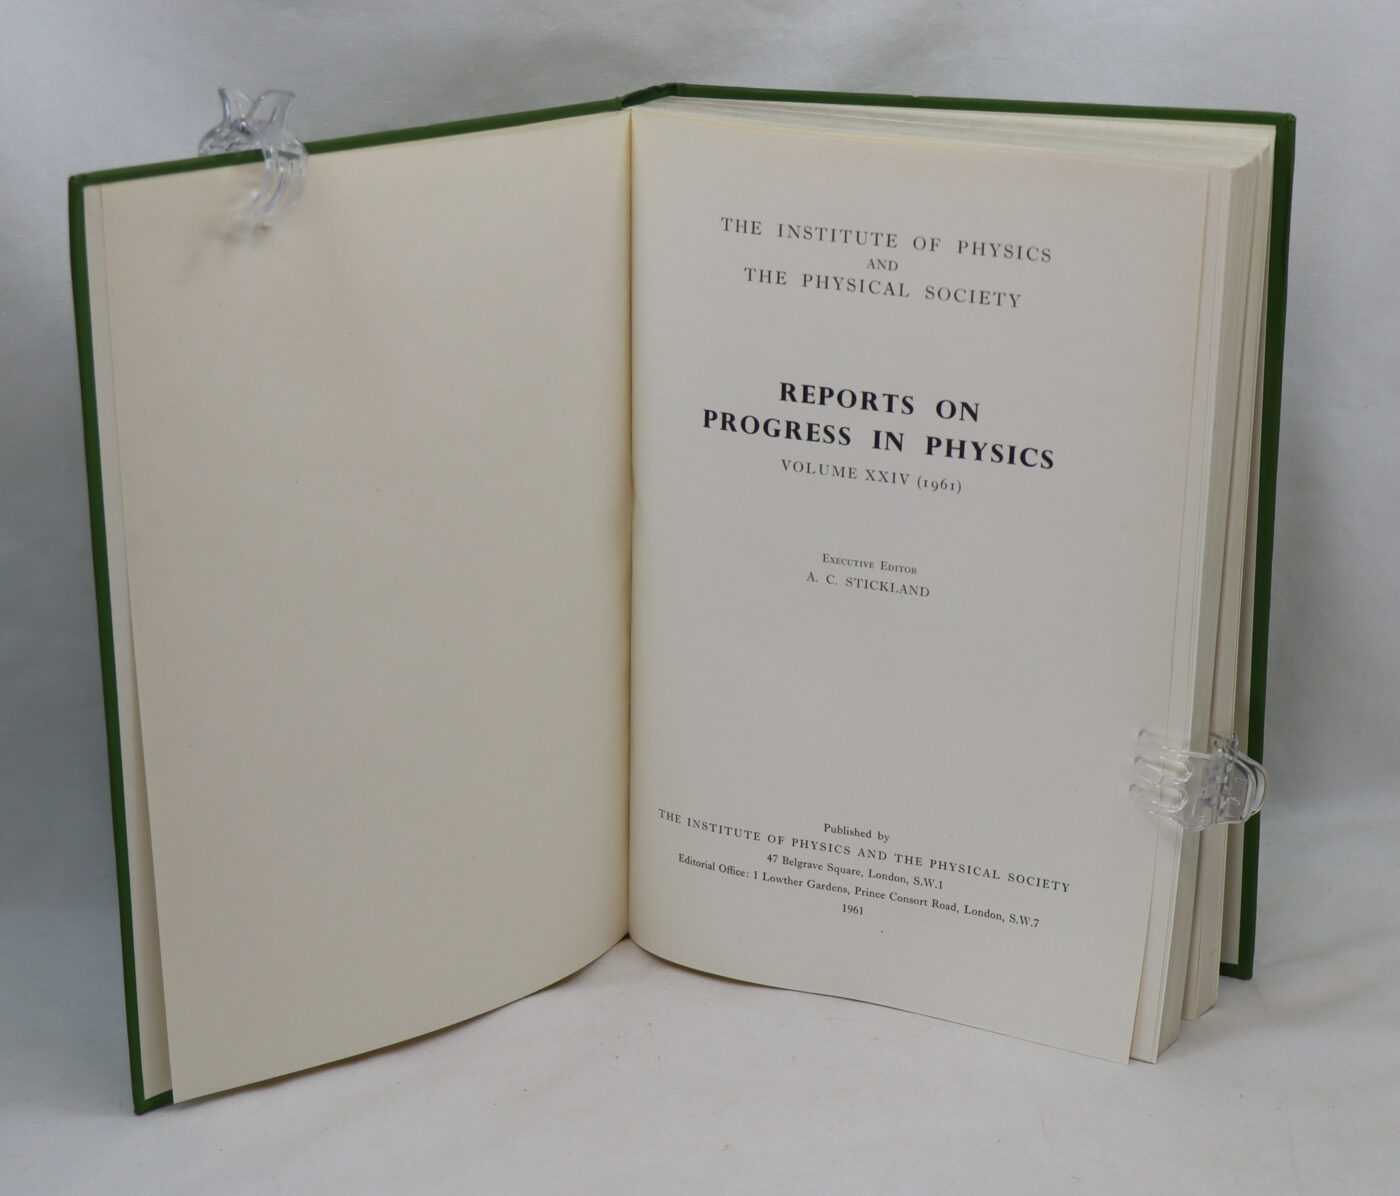 THE INSTITUTE OF PHYSICS
AND
THE PHYSICAL SOCIETY
REPORTS ON
PROGRESS IN PHYSICS
VOLUME XXIV (1961)
EXECUTIVE EDITOR
A. C. STICKLAND
Published by
THE INSTITUTE OF PHYSICS AND THE PHYSICAL SOCIETY
47 Belgrave Square, London, S.W.1
Editorial Office: 1 Lowther Gardens, Prince Consort Road, London, S.W.7
1961